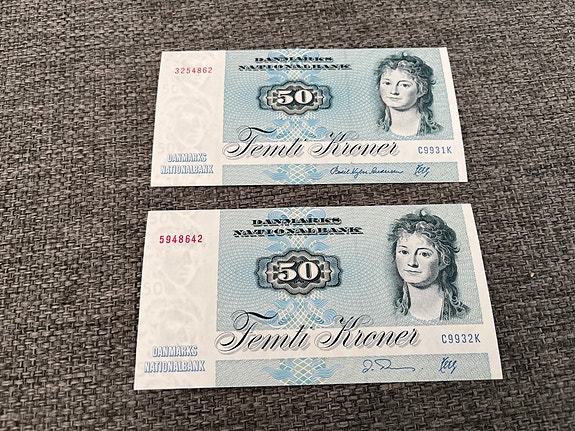 3254862
DANMARKS
NATIONALBANK
50
Femti Kroner
C9931K
DANMARKS
NATIONALBANK
5948642
DANMARKS
NATIONALBANK
50
Femti Kroner
C9932K
DANMARKS
NATIONALBANK